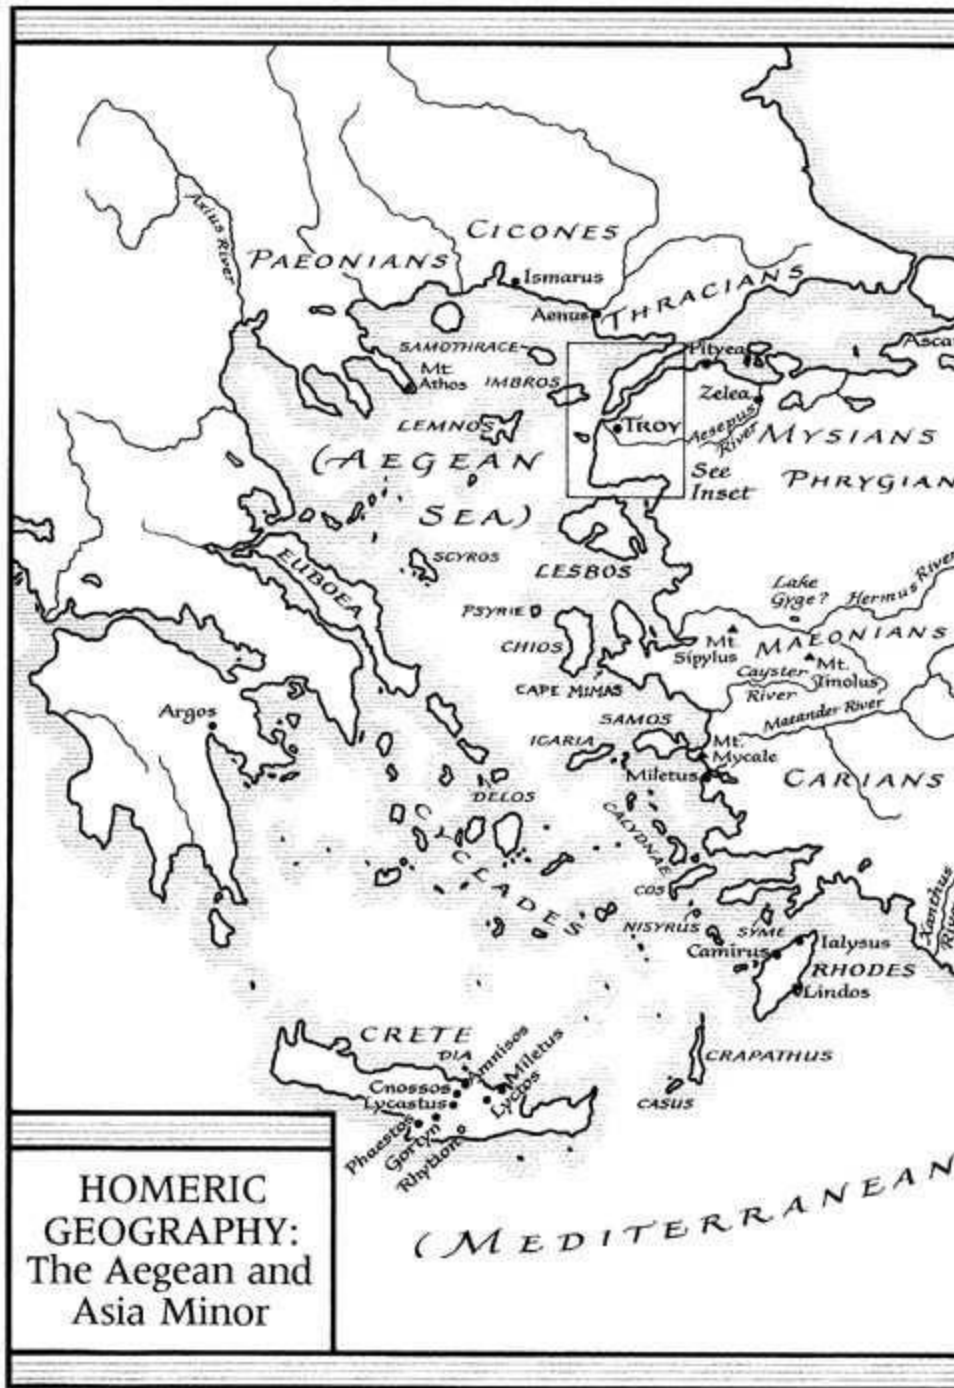 CICONES
PAEONIANS
Axius River
Ismarus
THRACIANS
Aenus
SAMOTHRACE
Pityea
Mt.
Athos
IMBROS
Zelea
LEMNOS
TROY
Aesepus
River
MYSIANS
(AEGEAN
SEA)
See
Inset
PHRYGIAN
SCYROS
EUBOEA
LESBOS
Lake
Gyge?
Hermus River
PSYRIE
CHIOS
Mt.
Sipylus
MAEONIANS
Cayster
River
Mt.
Tmolus
CAPE MIMAS
Maeander River
Argos
SAMOS
ICARIA
Mt.
Mycale
Miletus
CARIANS
DELOS
CYCLADES
CALYDNAE
COS
NISYRUS
SYME
Xanthus
River
Camirus
Ialysus
RHODES
Lindos
CRETE
DIA
Amnisos
Miletus
Cnossos
Lycastus
Lyctos
Phaestos
Gortyn
Rhytion
CRAPATHUS
CASUS
(MEDITERRANEAN
HOMERIC
GEOGRAPHY:
The Aegean and
Asia Minor